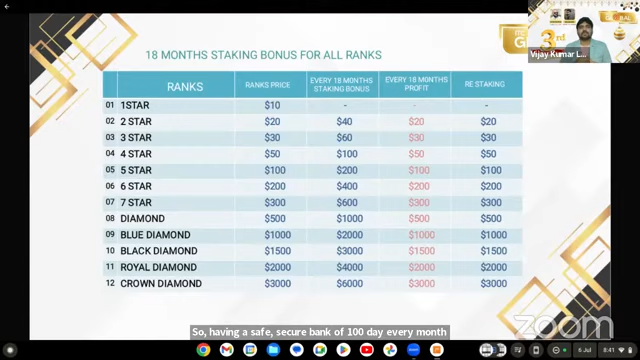 18 MONTHS STAKING BONUS FOR ALL RANKS
RANKS RANKS PRICE EVERY 18 MONTHS STAKING BONUS EVERY 18 MONTHS PROFIT RE STAKING
01 1STAR $10 - - -
02 2 STAR $20 $40 $20 $20
03 3 STAR $30 $60 $30 $30
04 4 STAR $50 $100 $50 $50
05 5 STAR $100 $200 $100 $100
06 6 STAR $200 $400 $200 $200
07 7 STAR $300 $600 $300 $300
08 DIAMOND $500 $1000 $500 $500
09 BLUE DIAMOND $1000 $2000 $1000 $1000
10 BLACK DIAMOND $1500 $3000 $1500 $1500
11 ROYAL DIAMOND $2000 $4000 $2000 $2000
12 CROWN DIAMOND $3000 $6000 $3000 $3000
3rd
GLOBAL
Vijay Kumar L...
So, having a safe, secure bank of 100 day every month
zoom
6 Jul
8:41